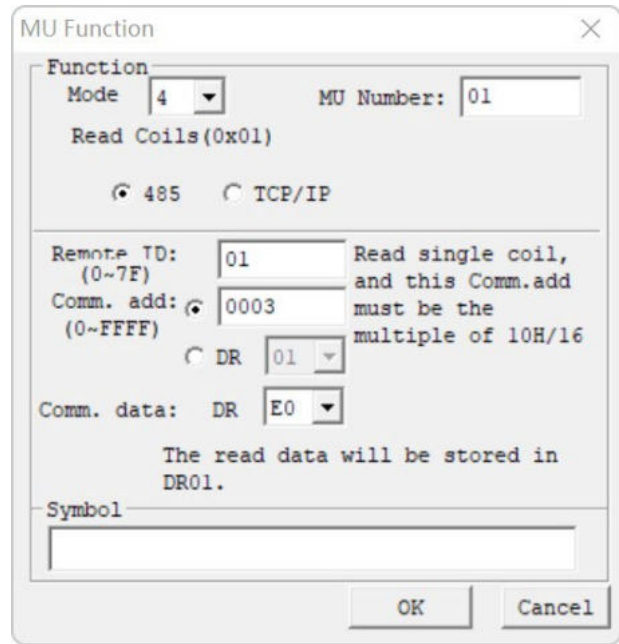 MU Function
Function
Mode 4 MU Number: 01
Read Coils(0x01)
485 TCP/IP
Remote ID: 01
(0~7F)
Comm. add: 0003
(0~FFFF)
Read single coil,
and this Comm.add
must be the
multiple of 10H/16
DR 01
Comm. data: DR E0
The read data will be stored in
DR01.
Symbol
OK Cancel